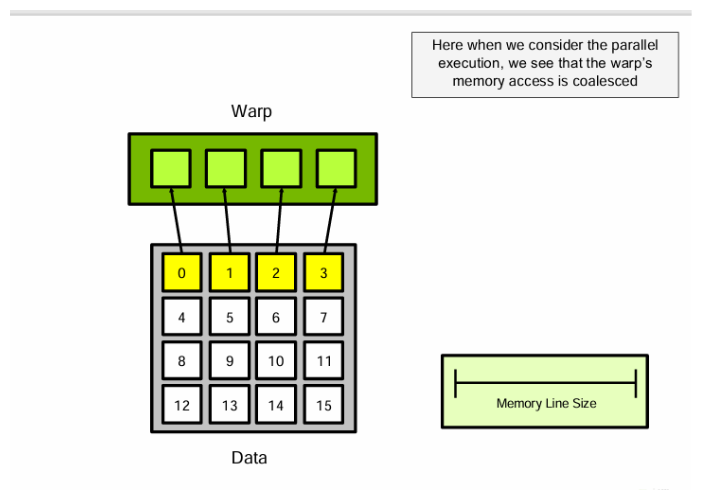 Here when we consider the parallel
execution, we see that the warp's
memory access is coalesced
Warp
0 1 2 3
4 5 6 7
8 9 10 11
12 13 14 15
Memory Line Size
Data